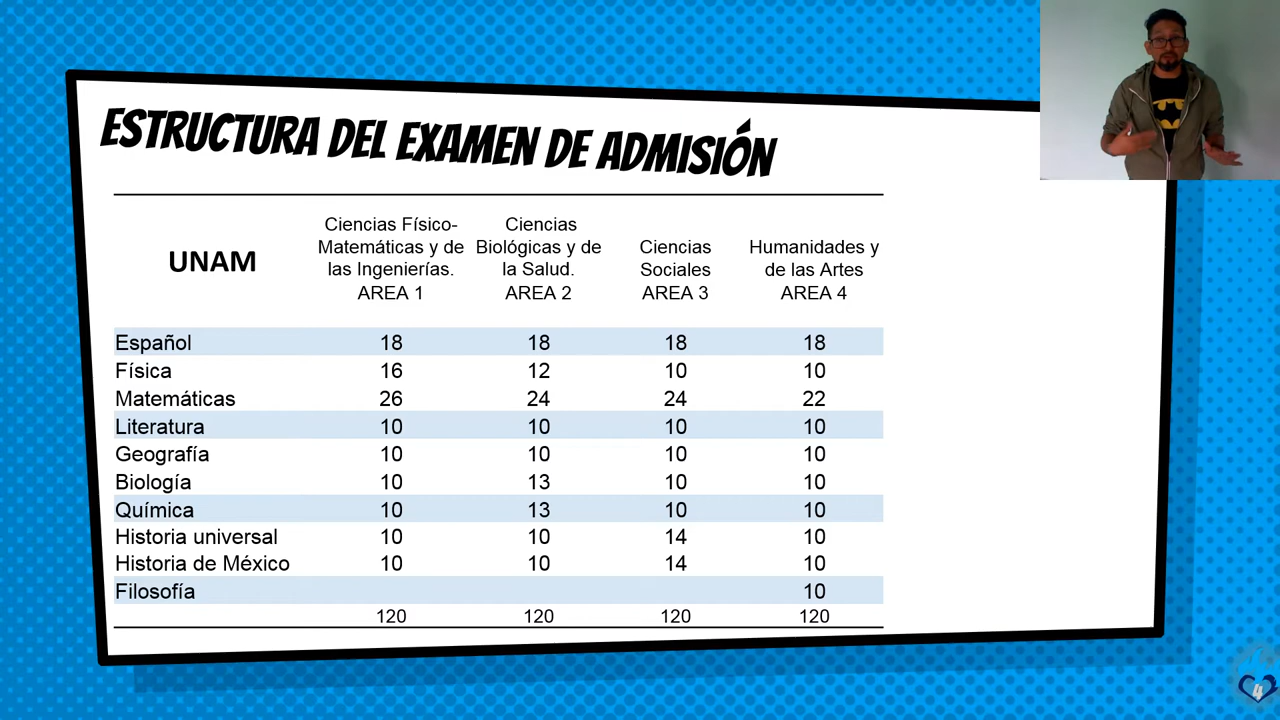 ESTRUCTURA DEL EXAMEN DE ADMISIÓN
UNAM
Ciencias Físico-
Matemáticas y de
las Ingenierías.
AREA 1
Ciencias
Biológicas y de
la Salud.
AREA 2
Ciencias
Sociales
AREA 3
Humanidades y
de las Artes
AREA 4
Español 18 18 18 18
Física 16 12 10 10
Matemáticas 26 24 24 22
Literatura 10 10 10 10
Geografía 10 10 10 10
Biología 10 13 10 10
Química 10 13 10 10
Historia universal 10 10 14 10
Historia de México 10 10 14 10
Filosofía 10
120 120 120 120
4